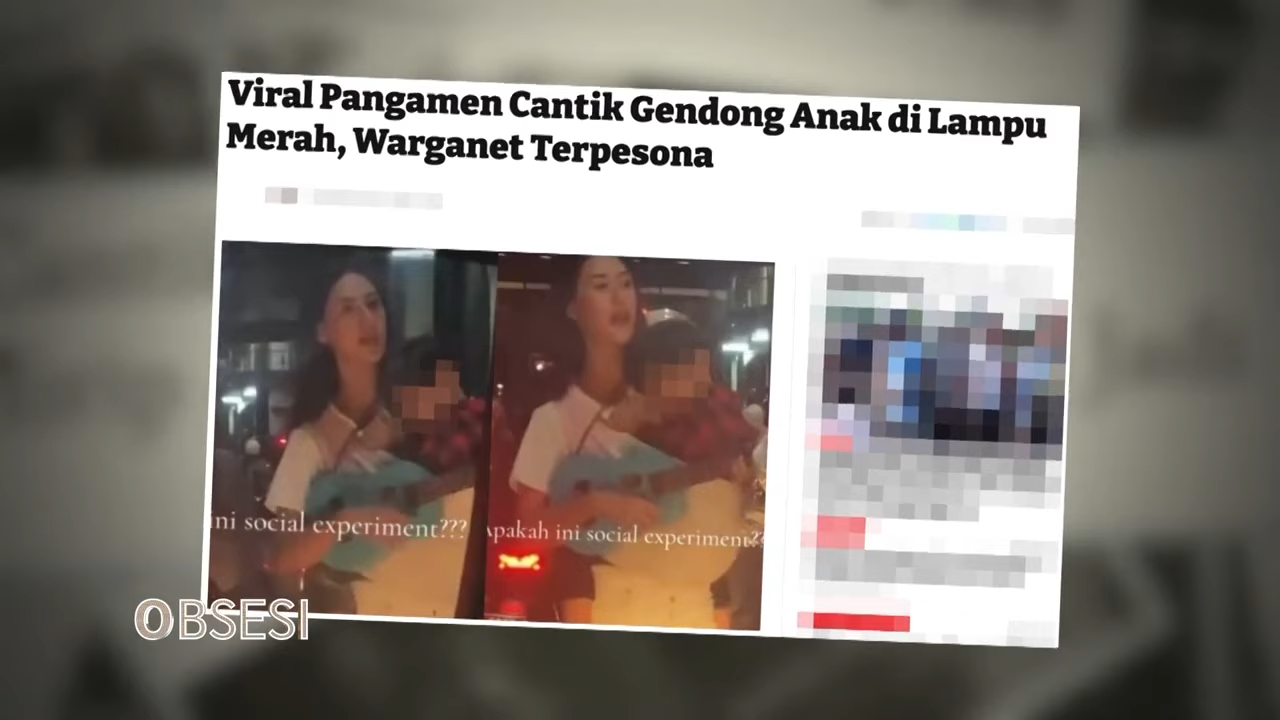 Viral Pangamen Cantik Gendong Anak di Lampu
Merah, Warganet Terpesona
ini social experiment???
Apakah ini social experiment??
OBSESI